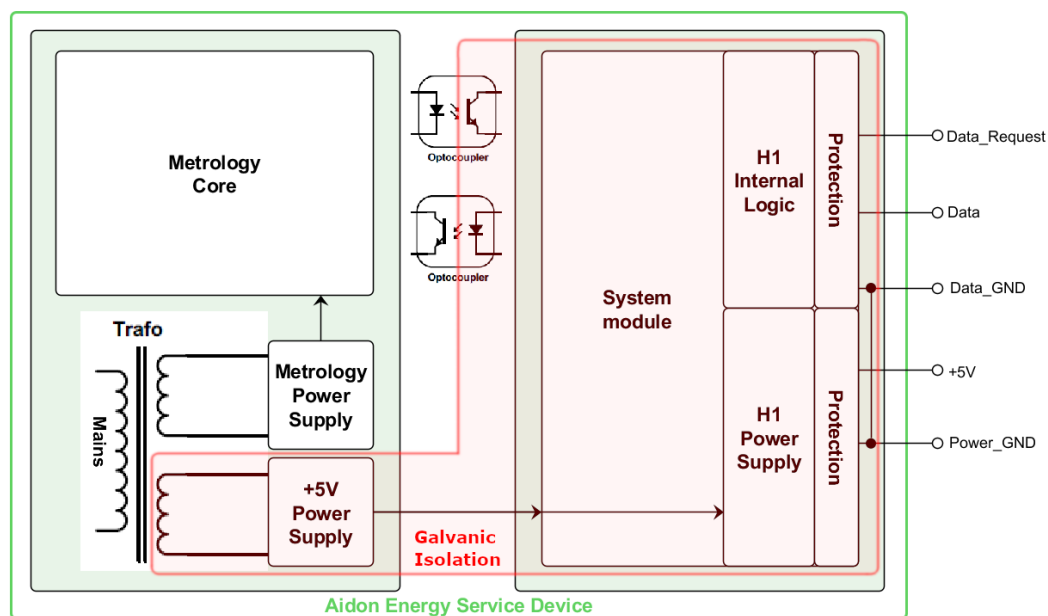 Metrology
Core
Optocoupler
Optocoupler
Trafo
Mains
Metrology
Power
Supply
+5V
Power
Supply
Galvanic
Isolation
System
module
H1
Internal
Logic
Protection
H1
Power
Supply
Protection
Data_Request
Data
Data_GND
+5V
Power_GND
Aidon Energy Service Device